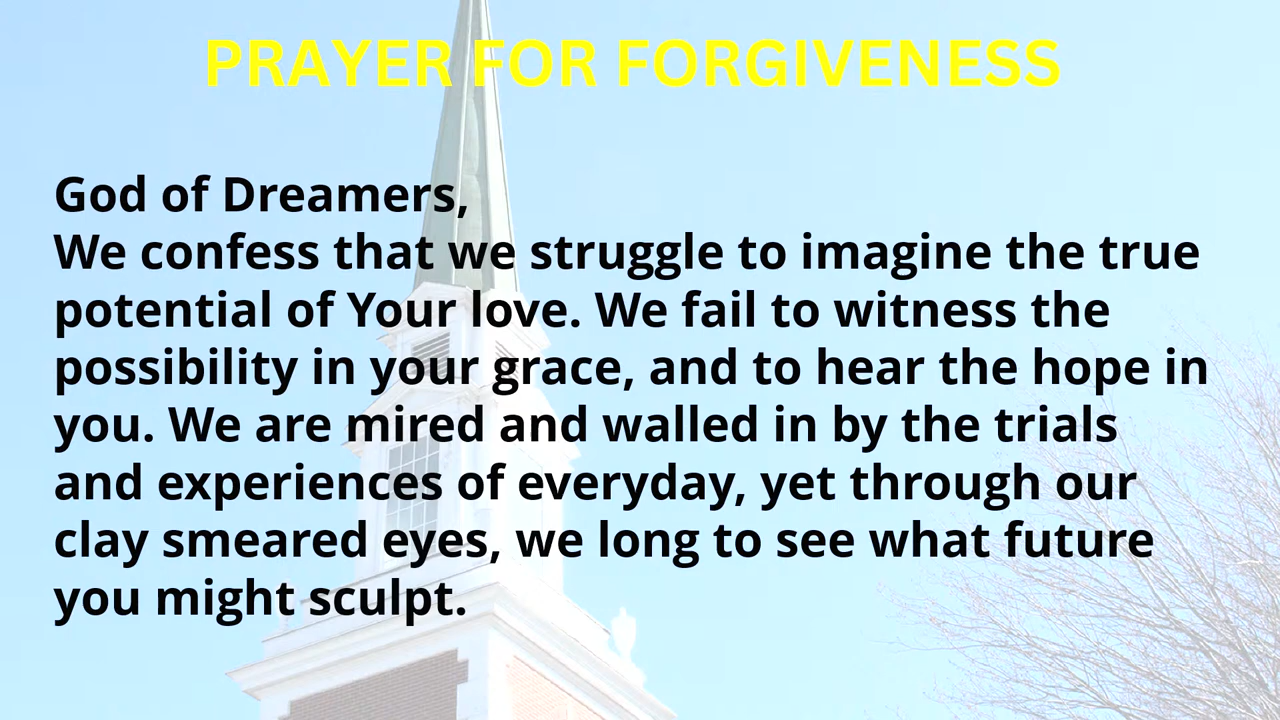 PRAYER FOR FORGIVENESS
God of Dreamers,
We confess that we struggle to imagine the true
potential of Your love. We fail to witness the
possibility in your grace, and to hear the hope in
you. We are mired and walled in by the trials
and experiences of everyday, yet through our
clay smeared eyes, we long to see what future
you might sculpt.